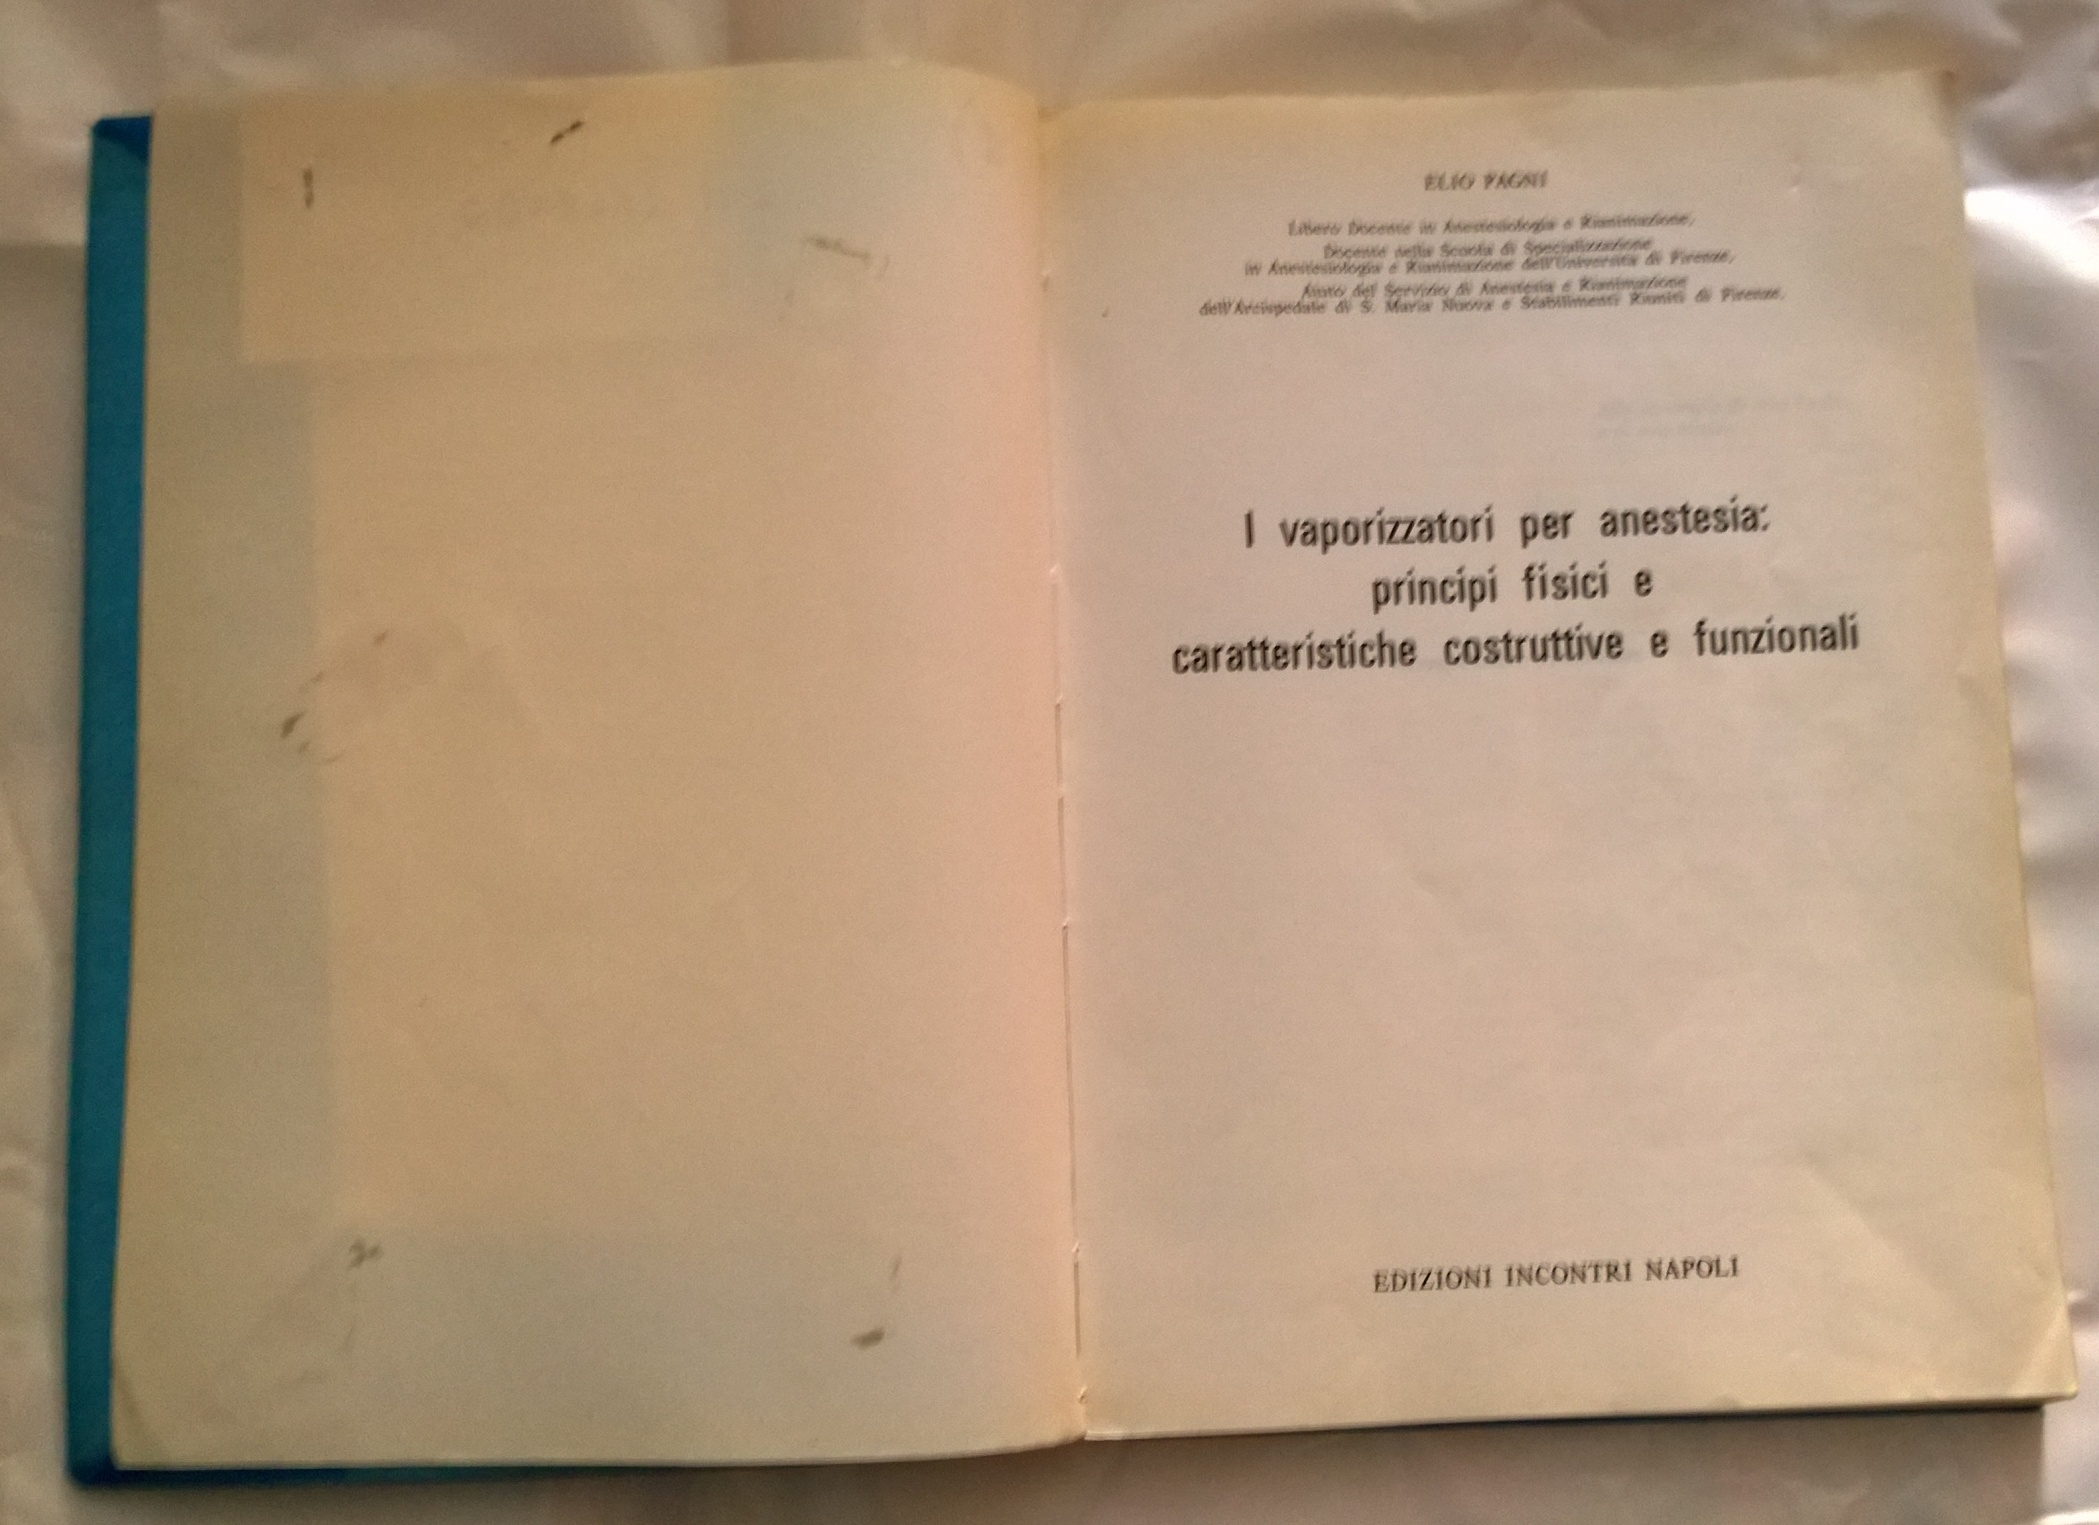 ELIO PAGNI
Libero Docente in Anestesiologia e Rianimazione,
Docente nella Scuola di Specializzazione
in Anestesiologia e Rianimazione dell'Università di Firenze,
Aiuto del Servizio di Anestesia e Rianimazione
dell'Arcispedale di S. Maria Nuova e Stabilimenti Riuniti di Firenze.
I vaporizzatori per anestesia:
principi fisici e
caratteristiche costruttive e funzionali
EDIZIONI INCONTRI NAPOLI